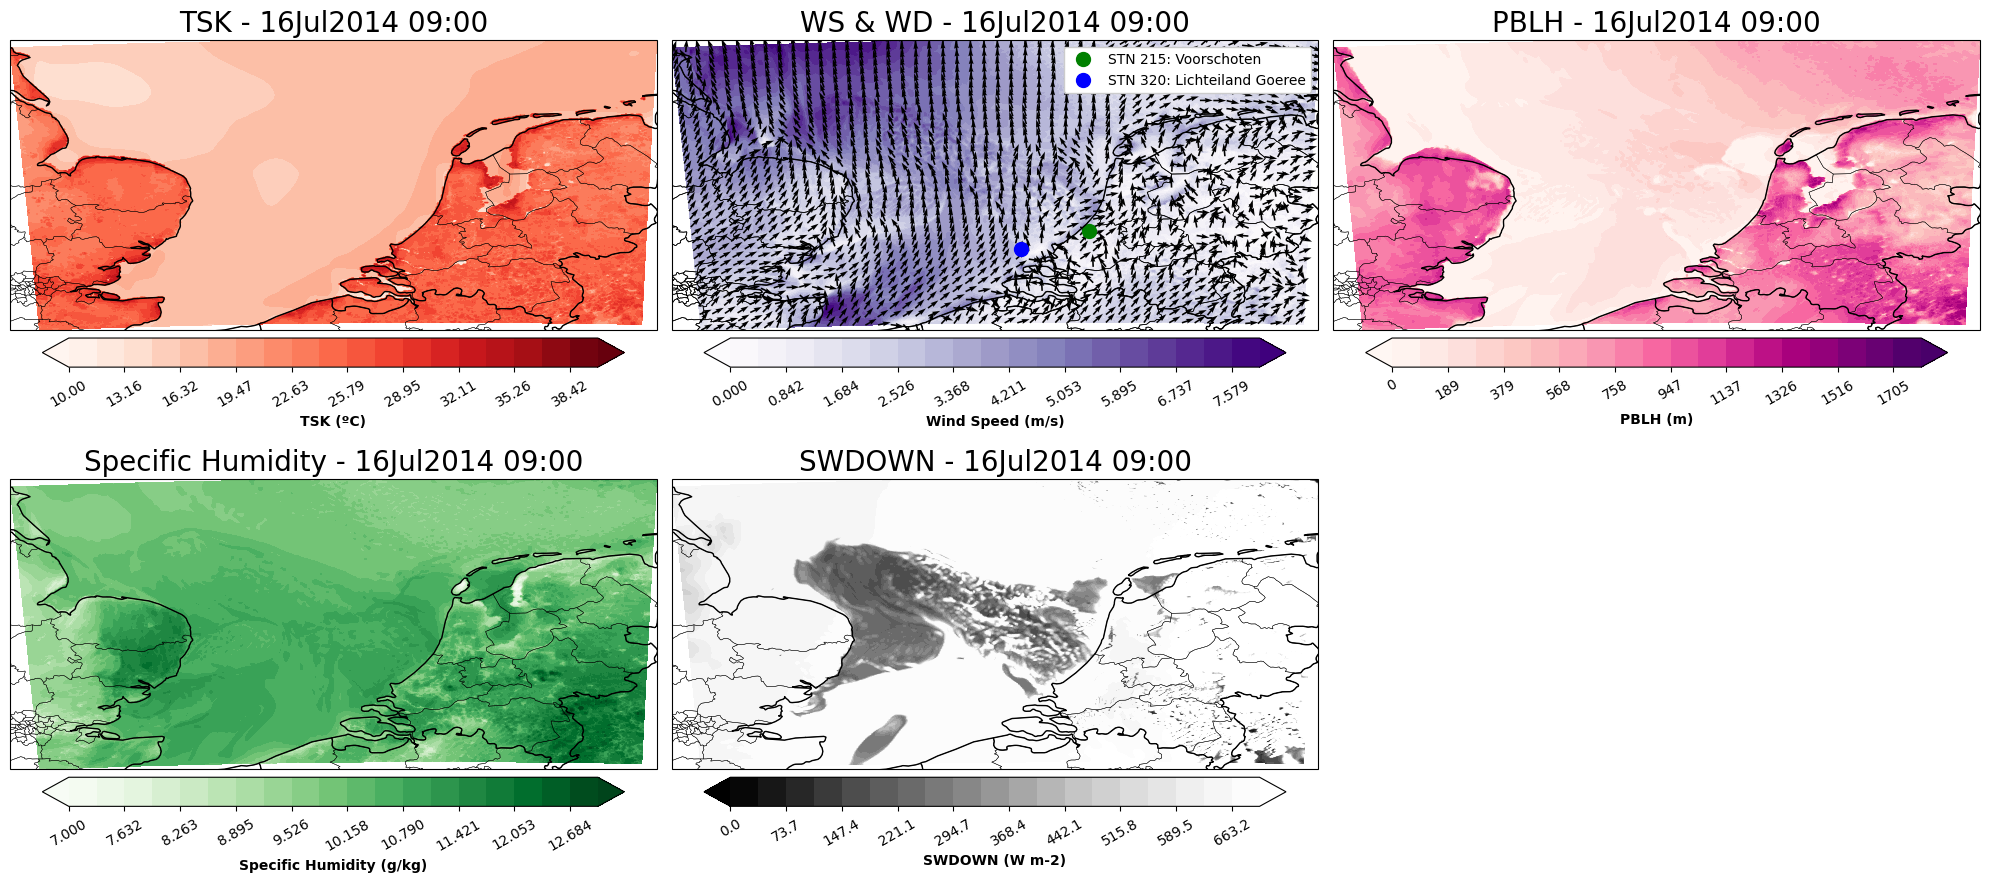 TSK - 16Jul2014 09:00
WS & WD - 16Jul2014 09:00
PBLH - 16Jul2014 09:00
STN 215: Voorschoten
STN 320: Lichteiland Goeree
10.00 13.16 16.32 19.47 22.63 25.79 28.95 32.11 35.26 38.42
TSK (ºC)
0.000 0.842 1.684 2.526 3.368 4.211 5.053 5.895 6.737 7.579
Wind Speed (m/s)
0 189 379 568 758 947 1137 1326 1516 1705
PBLH (m)
Specific Humidity - 16Jul2014 09:00
SWDOWN - 16Jul2014 09:00
7.000 7.632 8.263 8.895 9.526 10.158 10.790 11.421 12.053 12.684
Specific Humidity (g/kg)
0.0 73.7 147.4 221.1 294.7 368.4 442.1 515.8 589.5 663.2
SWDOWN (W m-2)